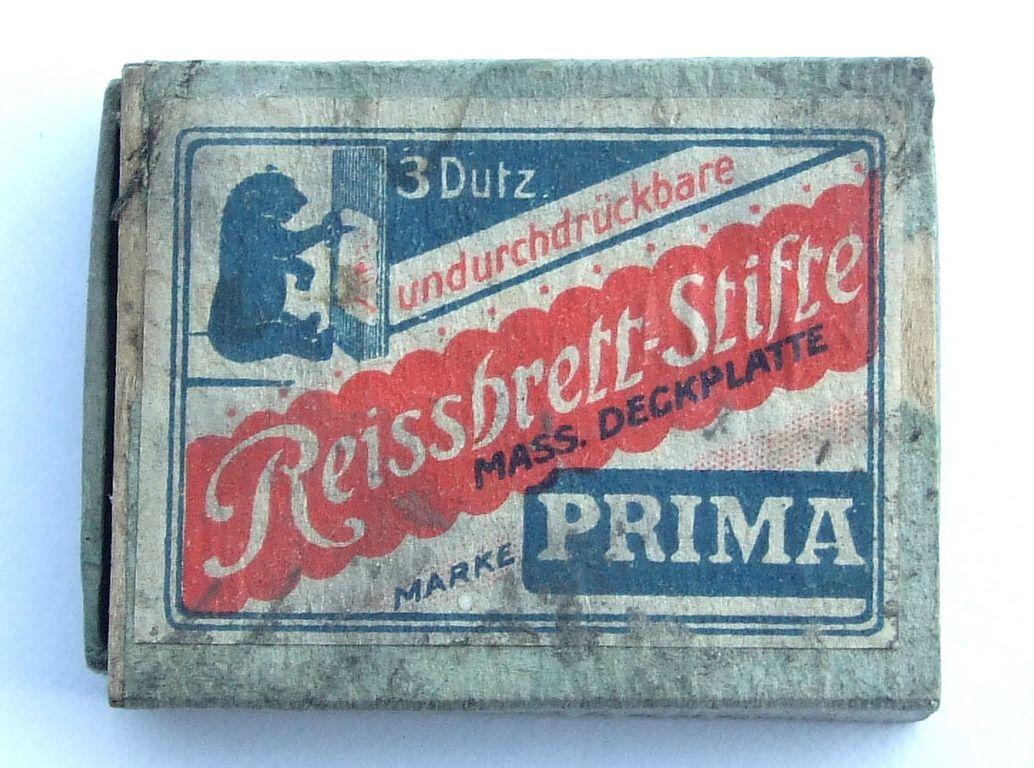 3 Dutz.
undurchdrückbare
Reissbrett-Stifte
MASS. DECKPLATTE
MARKE PRIMA